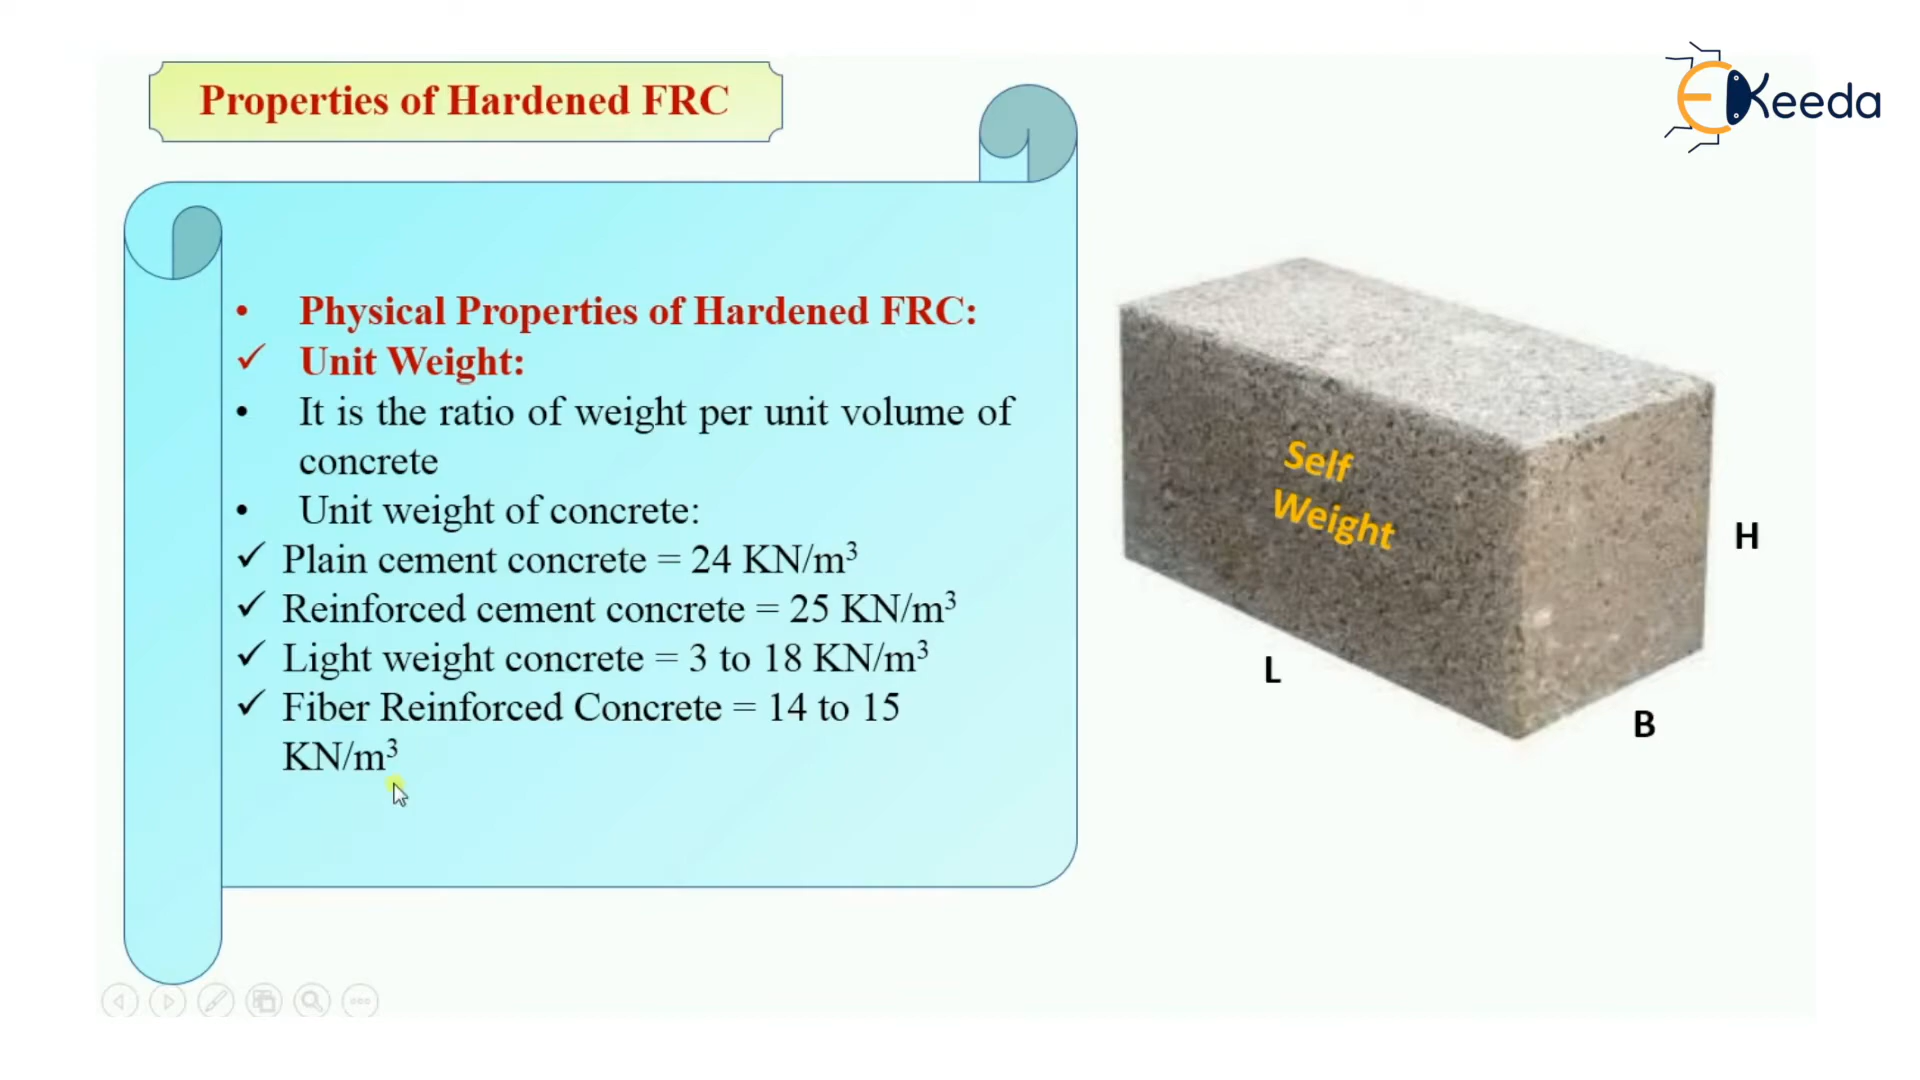 Properties of Hardened FRC
EKeeda
• Physical Properties of Hardened FRC:
✓ Unit Weight:
• It is the ratio of weight per unit volume of
concrete
• Unit weight of concrete:
✓ Plain cement concrete = 24 KN/m³
✓ Reinforced cement concrete = 25 KN/m³
✓ Light weight concrete = 3 to 18 KN/m³
✓ Fiber Reinforced Concrete = 14 to 15
KN/m³
Self
Weight
H
L
B